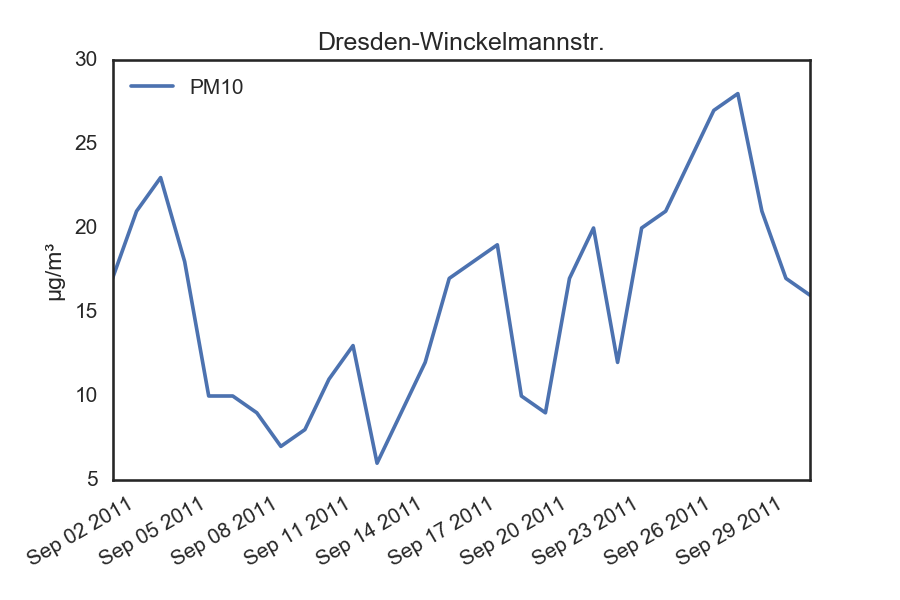 Dresden-Winckelmannstr.
30
PM10
25
20
µg/m³
15
10
5
Sep 02 2011
Sep 05 2011
Sep 08 2011
Sep 11 2011
Sep 14 2011
Sep 17 2011
Sep 20 2011
Sep 23 2011
Sep 26 2011
Sep 29 2011